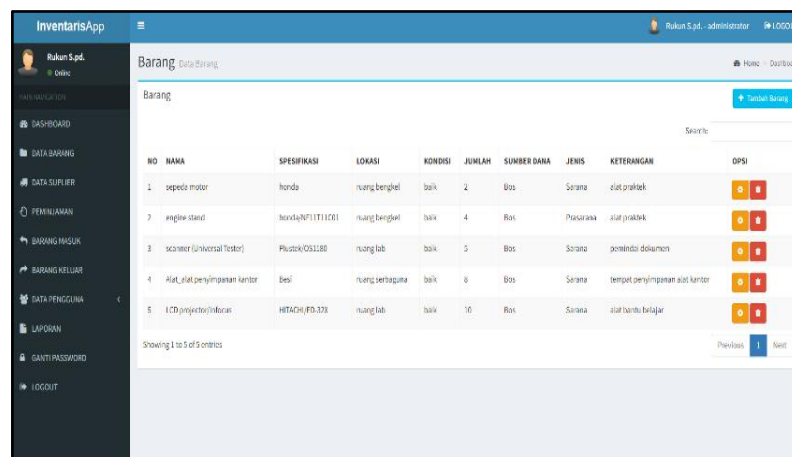 InventarisApp
Rukun S.pd. - administrator LOGOUT
Rukun S.pd.
Online
MAIN NAVIGATION
DASHBOARD
DATA BARANG
DATA SUPLIER
PEMINJAMAN
BARANG MASUK
BARANG KELUAR
DATA PENGGUNA
LAPORAN
GANTI PASSWORD
LOGOUT
Barang Data Barang
Home > Dashboa
Barang
+ Tambah Barang
Search:
NO NAMA SPESIFIKASI LOKASI KONDISI JUMLAH SUMBER DANA JENIS KETERANGAN OPSI
1 sepeda motor honda ruang bengkel baik 2 Bos Sarana alat praktek
2 engine stand ruang bengkel baik 4 Bos Prasarana alat praktek
3 scanner (Universal Tester) Plustek/OS1180 ruang lab baik 5 Bos Sarana pemindai dokumen
4 Alat_alat penyimpanan kantor Besi ruang serbaguna baik 8 Bos Sarana tempat penyimpanan alat kantor
5 LCD projector/infocus HITACHI/ED-32X ruang lab baik 10 Bos Sarana alat bantu belajar
Showing 1 to 5 of 5 entries
Previous 1 Next